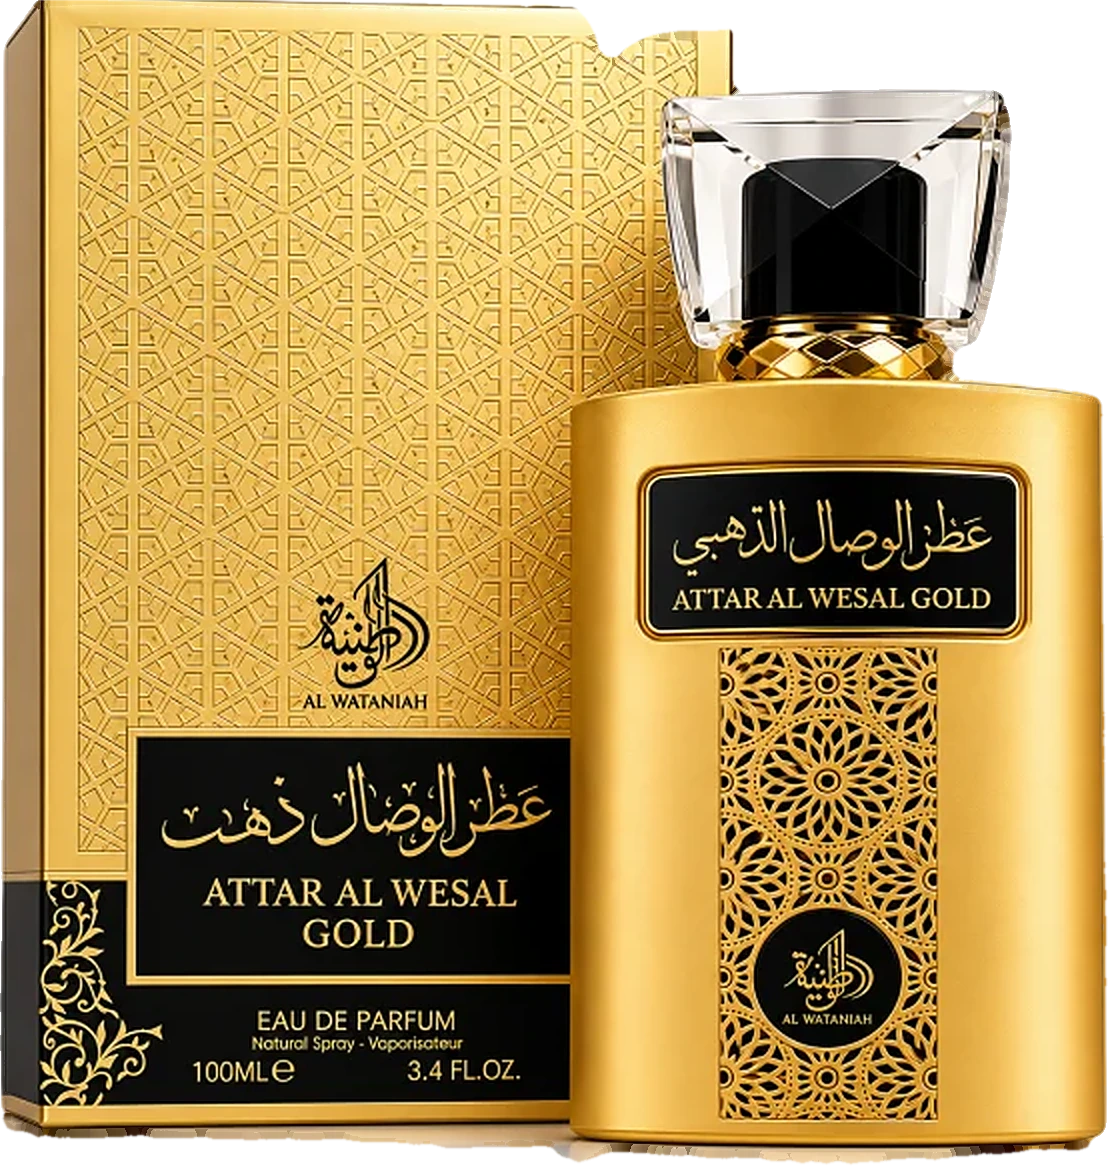 الوطنية
AL WATANIAH
عطر الوصال ذهب
ATTAR AL WESAL
GOLD
EAU DE PARFUM
Natural Spray - Vaporisateur
100ML e
3.4 FL.OZ.
عَطر الوصال الذهبي
ATTAR AL WESAL GOLD
الوطنية
AL WATANIAH